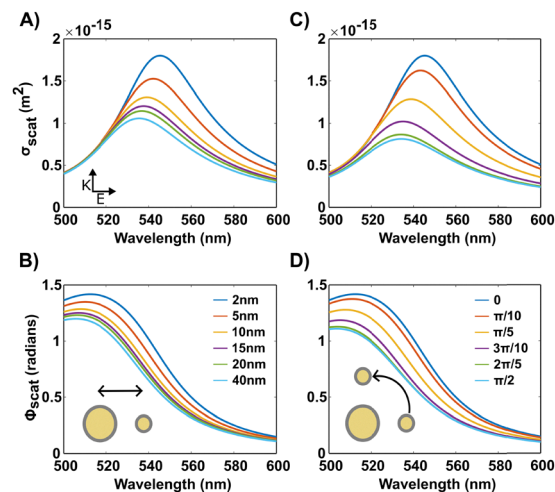 A)
× 10-15
2
1.5
1
0.5
0
σscat (m2)
K
E
500 520 540 560 580 600
Wavelength (nm)
C)
× 10-15
2
1.5
1
0.5
0
500 520 540 560 580 600
Wavelength (nm)
B)
1.5
1
0.5
0
Φscat (radians)
2nm
5nm
10nm
15nm
20nm
40nm
500 520 540 560 580 600
Wavelength (nm)
D)
1.5
1
0.5
0
0
π/10
π/5
3π/10
2π/5
π/2
500 520 540 560 580 600
Wavelength (nm)